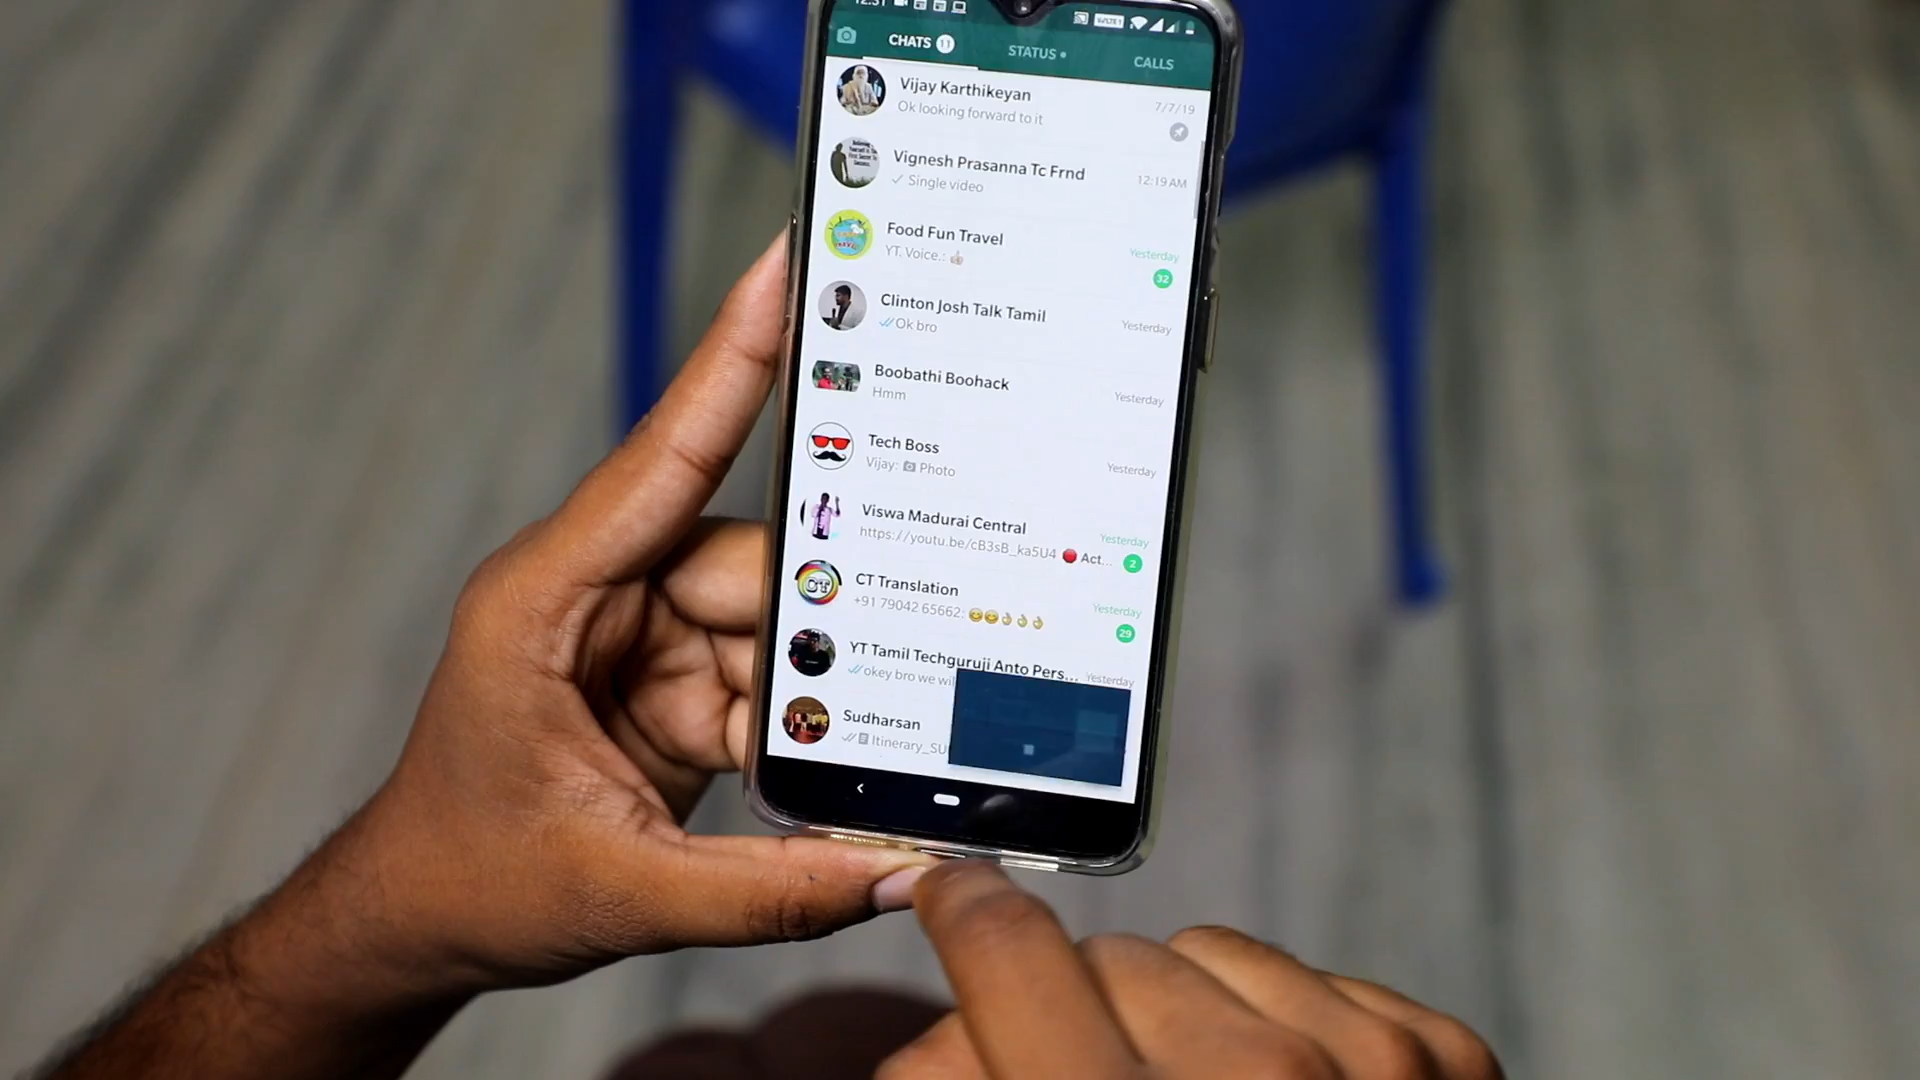 12:31
CHATS 11 STATUS CALLS
Vijay Karthikeyan 7/7/19
Ok looking forward to it
Vignesh Prasanna Tc Frnd 12:19 AM
Single video
Food Fun Travel Yesterday
YT. Voice.: 👍 32
Clinton Josh Talk Tamil Yesterday
Ok bro
Boobathi Boohack Yesterday
Hmm
Tech Boss Yesterday
Vijay: 📷 Photo
Viswa Madurai Central Yesterday
https://youtu.be/cB3sB_ka5U4 🔴 Act... 2
CT Translation Yesterday
+91 79042 65662: 😄😄👌👌👌 29
YT Tamil Techguruji Anto Pers... Yesterday
okey bro we wil
Sudharsan
Itinerary_SU